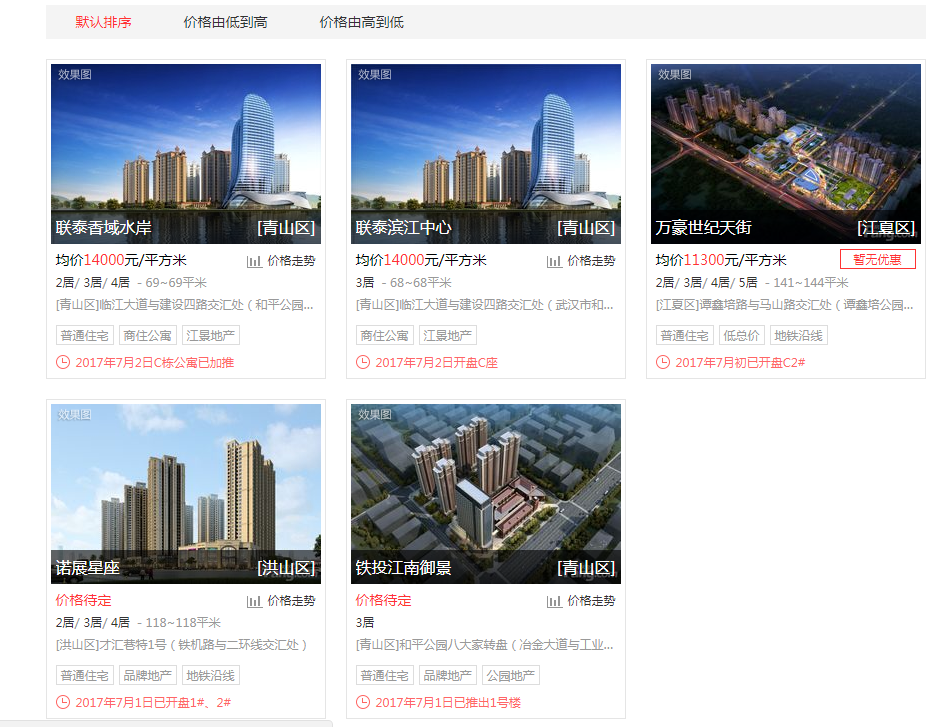 默认排序 价格由低到高 价格由高到低
效果图
联泰香域水岸 [青山区]
均价14000元/平方米 价格走势
2居/ 3居/ 4居 - 69~69平米
[青山区]临江大道与建设四路交汇处（和平公园...
普通住宅 商住公寓 江景地产
2017年7月2日C栋公寓已加推
效果图
联泰滨江中心 [青山区]
均价14000元/平方米 价格走势
3居 - 68~68平米
[青山区]临江大道与建设四路交汇处（武汉市和...
商住公寓 江景地产
2017年7月2日开盘C座
效果图
万豪世纪天街 [江夏区]
均价11300元/平方米 暂无优惠
2居/ 3居/ 4居/ 5居 - 141~144平米
[江夏区]谭鑫培路与马山路交汇处（谭鑫培公园...
普通住宅 低总价 地铁沿线
2017年7月初已开盘C2#
效果图
诺展星座 [洪山区]
价格待定 价格走势
2居/ 3居/ 4居 - 118~118平米
[洪山区]才汇巷特1号（铁机路与二环线交汇处）
普通住宅 品牌地产 地铁沿线
2017年7月1日已开盘1#、2#
效果图
铁投江南御景 [青山区]
价格待定 价格走势
3居
[青山区]和平公园八大家转盘（冶金大道与工业...
普通住宅 品牌地产 公园地产
2017年7月1日已推出1号楼